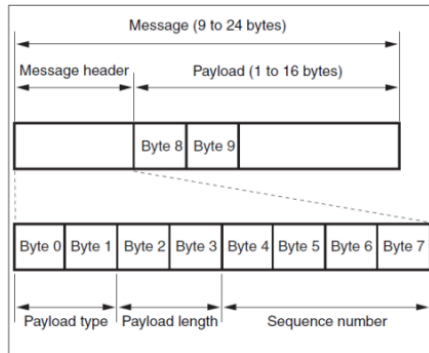 Message (9 to 24 bytes)
Message header Payload (1 to 16 bytes)
Byte 8 Byte 9
Byte 0 Byte 1 Byte 2 Byte 3 Byte 4 Byte 5 Byte 6 Byte 7
Payload type Payload length Sequence number